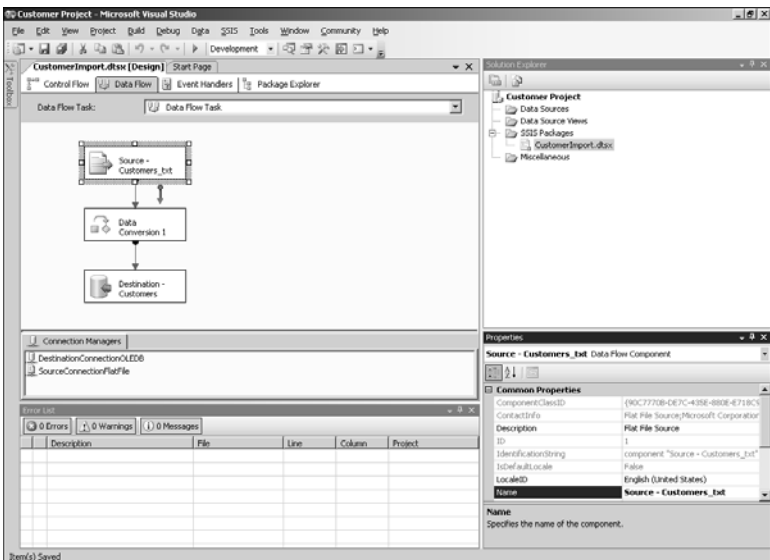 Customer Project - Microsoft Visual Studio
File Edit View Project Build Debug Data SSIS Tools Window Community Help
Development
CustomerImport.dtsx [Design] Start Page
Control Flow Data Flow Event Handlers Package Explorer
Data Flow Task: Data Flow Task
Toolbox
Source -
Customers_txt
Data
Conversion 1
Destination -
Customers
Connection Managers
DestinationConnectionOLEDB
SourceConnectionFlatFile
Error List
0 Errors 0 Warnings 0 Messages
Description File Line Column Project
Item(s) Saved
Solution Explorer
Customer Project
Data Sources
Data Source Views
SSIS Packages
CustomerImport.dtsx
Miscellaneous
Properties
Source - Customers_txt Data Flow Component
Common Properties
ComponentClassID {90C7770B-DE7C-435E-880E-E718C9
ContactInfo Flat File Source;Microsoft Corporation
Description Flat File Source
ID 1
IdentificationString component "Source - Customers_txt"
IsDefaultLocale False
LocaleID English (United States)
Name Source - Customers_txt
Name
Specifies the name of the component.